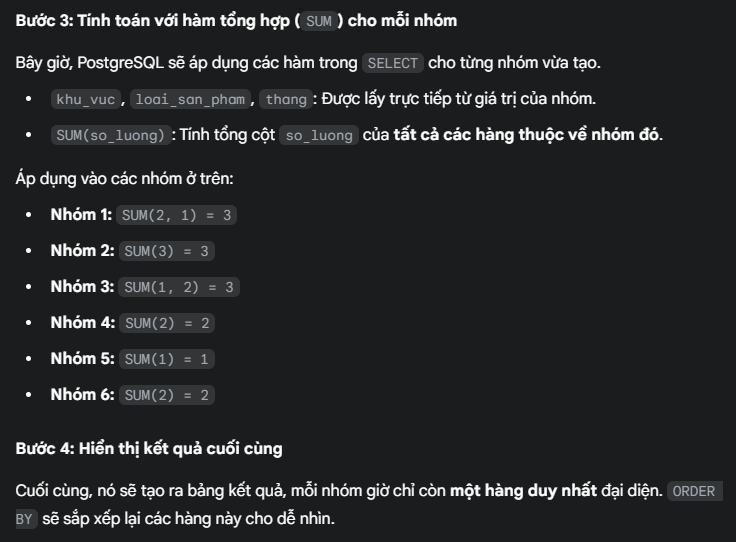 Bước 3: Tính toán với hàm tổng hợp ( SUM ) cho mỗi nhóm
Bây giờ, PostgreSQL sẽ áp dụng các hàm trong SELECT cho từng nhóm vừa tạo.
• khu_vuc , loai_san_pham , thang : Được lấy trực tiếp từ giá trị của nhóm.
• SUM(so_luong) : Tính tổng cột so_luong của tất cả các hàng thuộc về nhóm đó.
Áp dụng vào các nhóm ở trên:
• Nhóm 1: SUM(2, 1) = 3
• Nhóm 2: SUM(3) = 3
• Nhóm 3: SUM(1, 2) = 3
• Nhóm 4: SUM(2) = 2
• Nhóm 5: SUM(1) = 1
• Nhóm 6: SUM(2) = 2
Bước 4: Hiển thị kết quả cuối cùng
Cuối cùng, nó sẽ tạo ra bảng kết quả, mỗi nhóm giờ chỉ còn một hàng duy nhất đại diện. ORDER
BY sẽ sắp xếp lại các hàng này cho dễ nhìn.